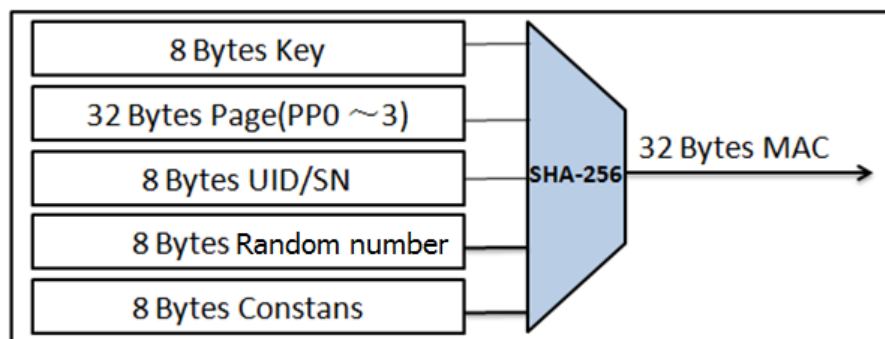 8 Bytes Key
32 Bytes Page(PP0 ～3)
8 Bytes UID/SN
8 Bytes Random number
8 Bytes Constans
SHA-256
32 Bytes MAC